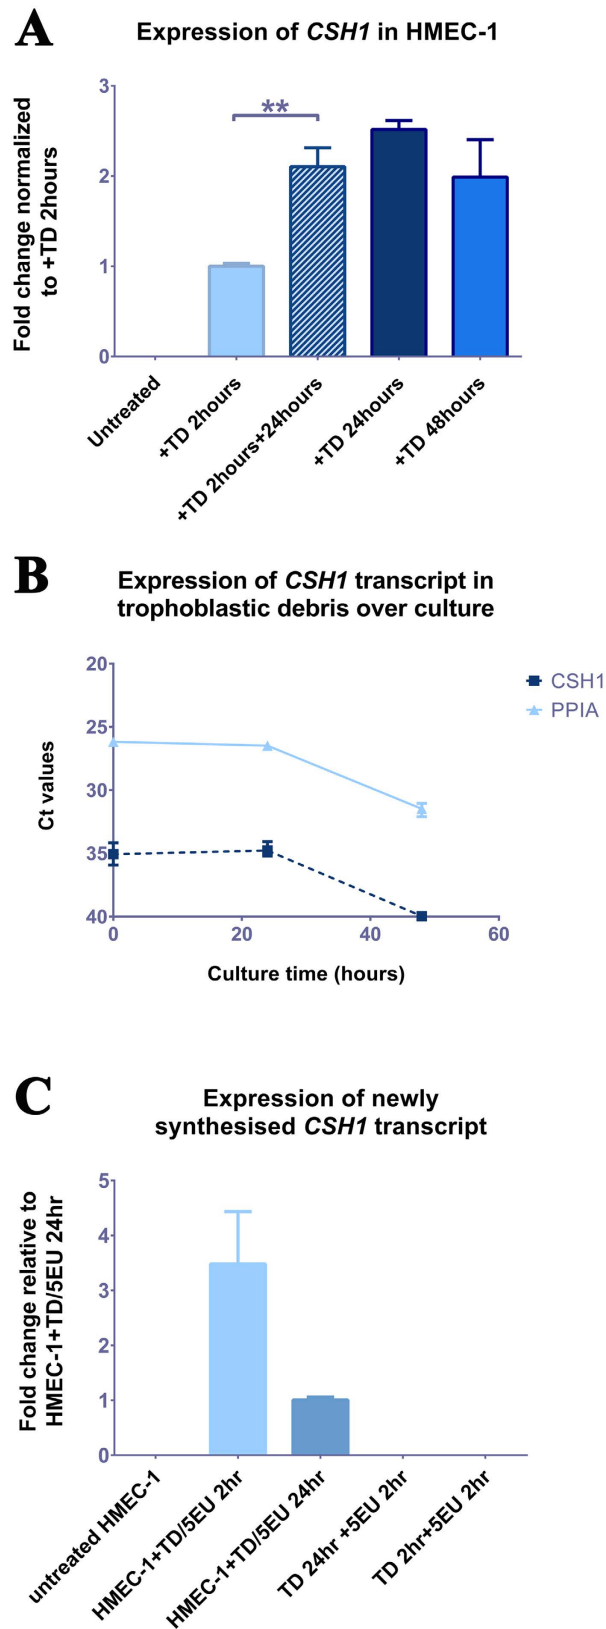 A
Expression of CSH1 in HMEC-1
Fold change normalized
to +TD 2hours
3
2
1
0
**
Untreated
+TD 2hours
+TD 2hours+24hours
+TD 24hours
+TD 48hours
B
Expression of CSH1 transcript in
trophoblastic debris over culture
Ct values
20
25
30
35
40
0
20
40
60
Culture time (hours)
CSH1
PPIA
C
Expression of newly
synthesised CSH1 transcript
Fold change relative to
HMEC-1+TD/5EU 24hr
5
4
3
2
1
0
untreated HMEC-1
HMEC-1+TD/5EU 2hr
HMEC-1+TD/5EU 24hr
TD 24hr +5EU 2hr
TD 2hr+5EU 2hr